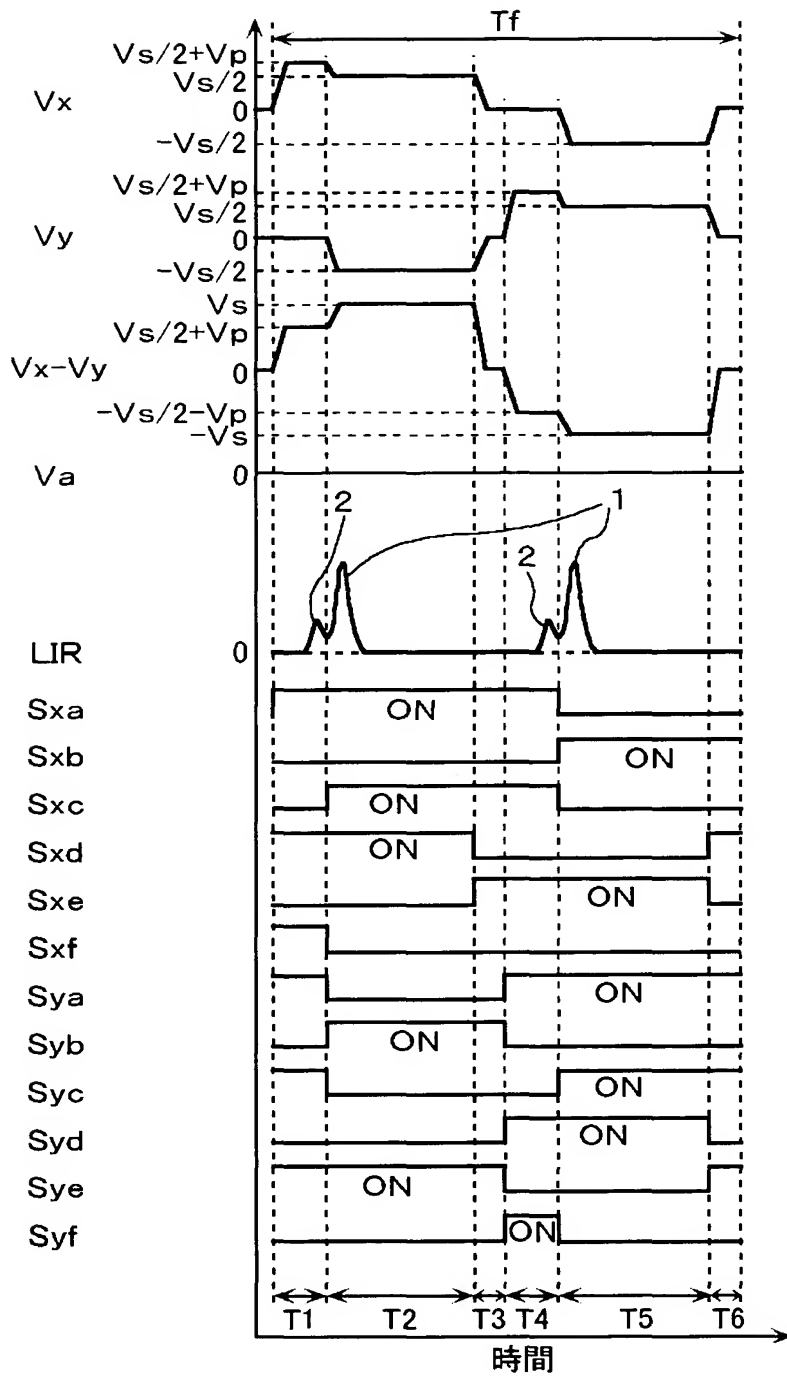 Tf
Vs/2+Vp
Vs/2
Vx
0
-Vs/2
Vs/2+Vp
Vs/2
Vy
0
-Vs/2
Vs
Vs/2+Vp
Vx-Vy
0
-Vs/2-Vp
-Vs
Va
0
2
1
2
LIR
0
Sxa
ON
Sxb
ON
Sxc
ON
Sxd
ON
Sxe
ON
Sxf
Sya
ON
Syb
ON
Syc
ON
Syd
ON
Sye
ON
Syf
ON
T1 T2 T3 T4 T5 T6
時間